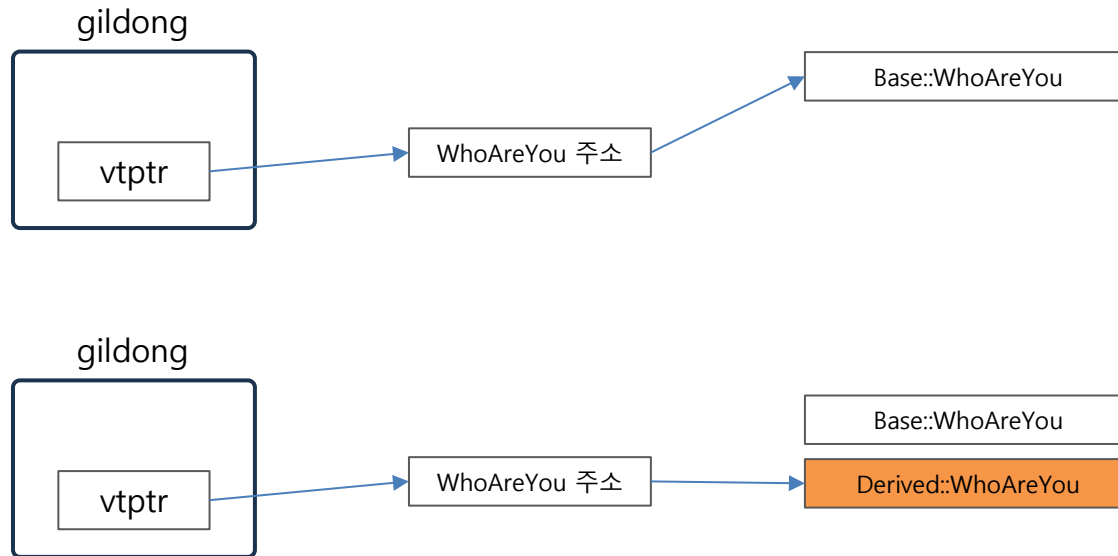 gildong
vtptr
WhoAreYou 주소
Base::WhoAreYou
gildong
vtptr
WhoAreYou 주소
Base::WhoAreYou
Derived::WhoAreYou